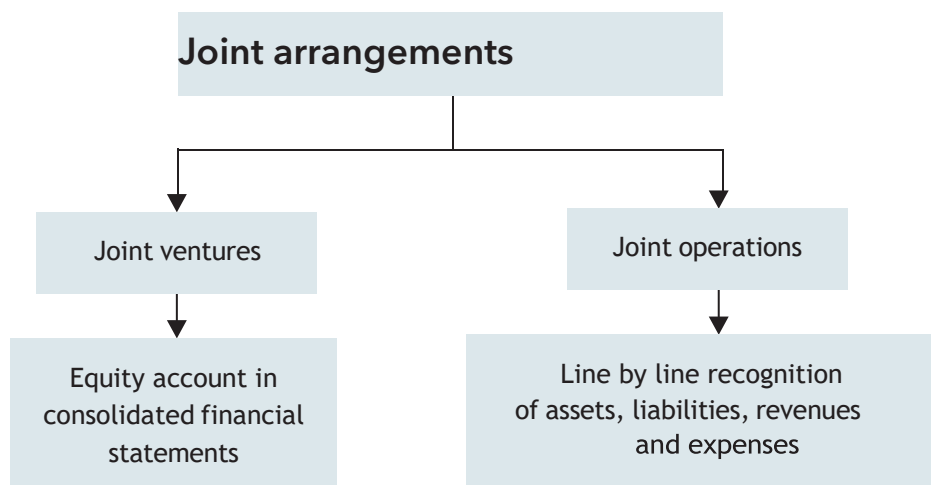 Joint arrangements
Joint ventures
Joint operations
Equity account in
consolidated financial
statements
Line by line recognition
of assets, liabilities, revenues
and expenses